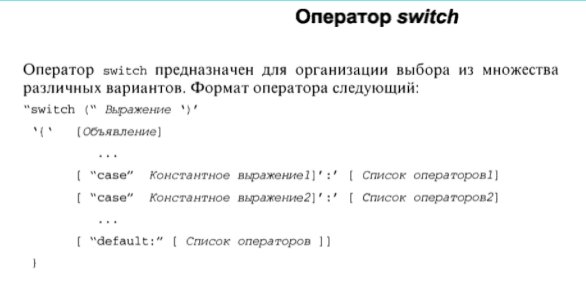 Оператор switch
Оператор switch предназначен для организации выбора из множества
различных вариантов. Формат оператора следующий:
“switch (“ Выражение ‘)’
‘{‘ [Объявление]
...
[ “case” Константное выражение1]’:’ [ Список операторов1]
[ “case” Константное выражение2]’:’ [ Список операторов2]
...
[ “default:” [ Список операторов ]]
}